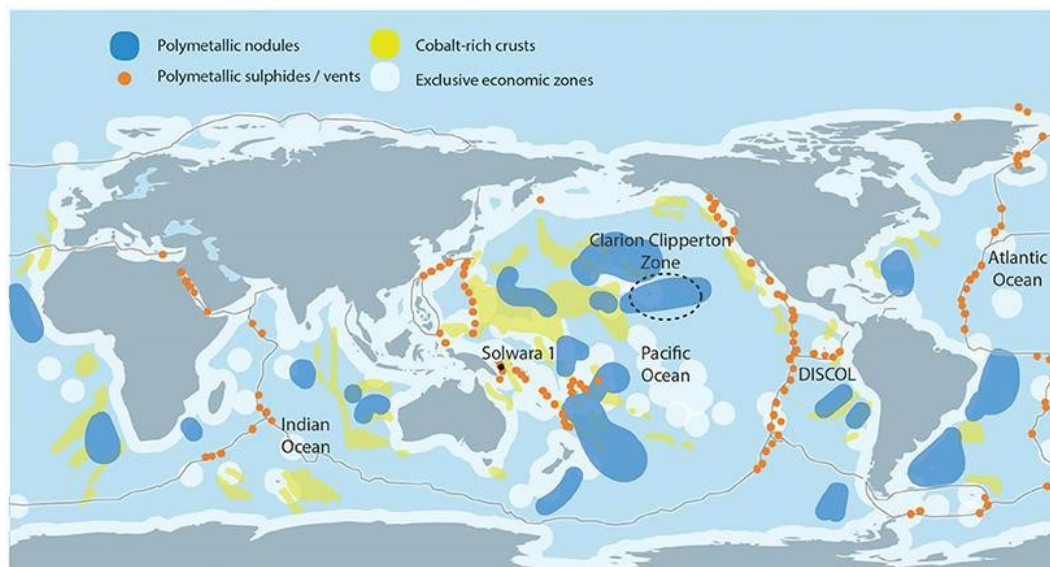 Polymetallic nodules
Cobalt-rich crusts
Polymetallic sulphides / vents
Exclusive economic zones
Clarion Clipperton
Zone
Atlantic
Ocean
Solwara 1
Pacific
Ocean
DISCOL
Indian
Ocean